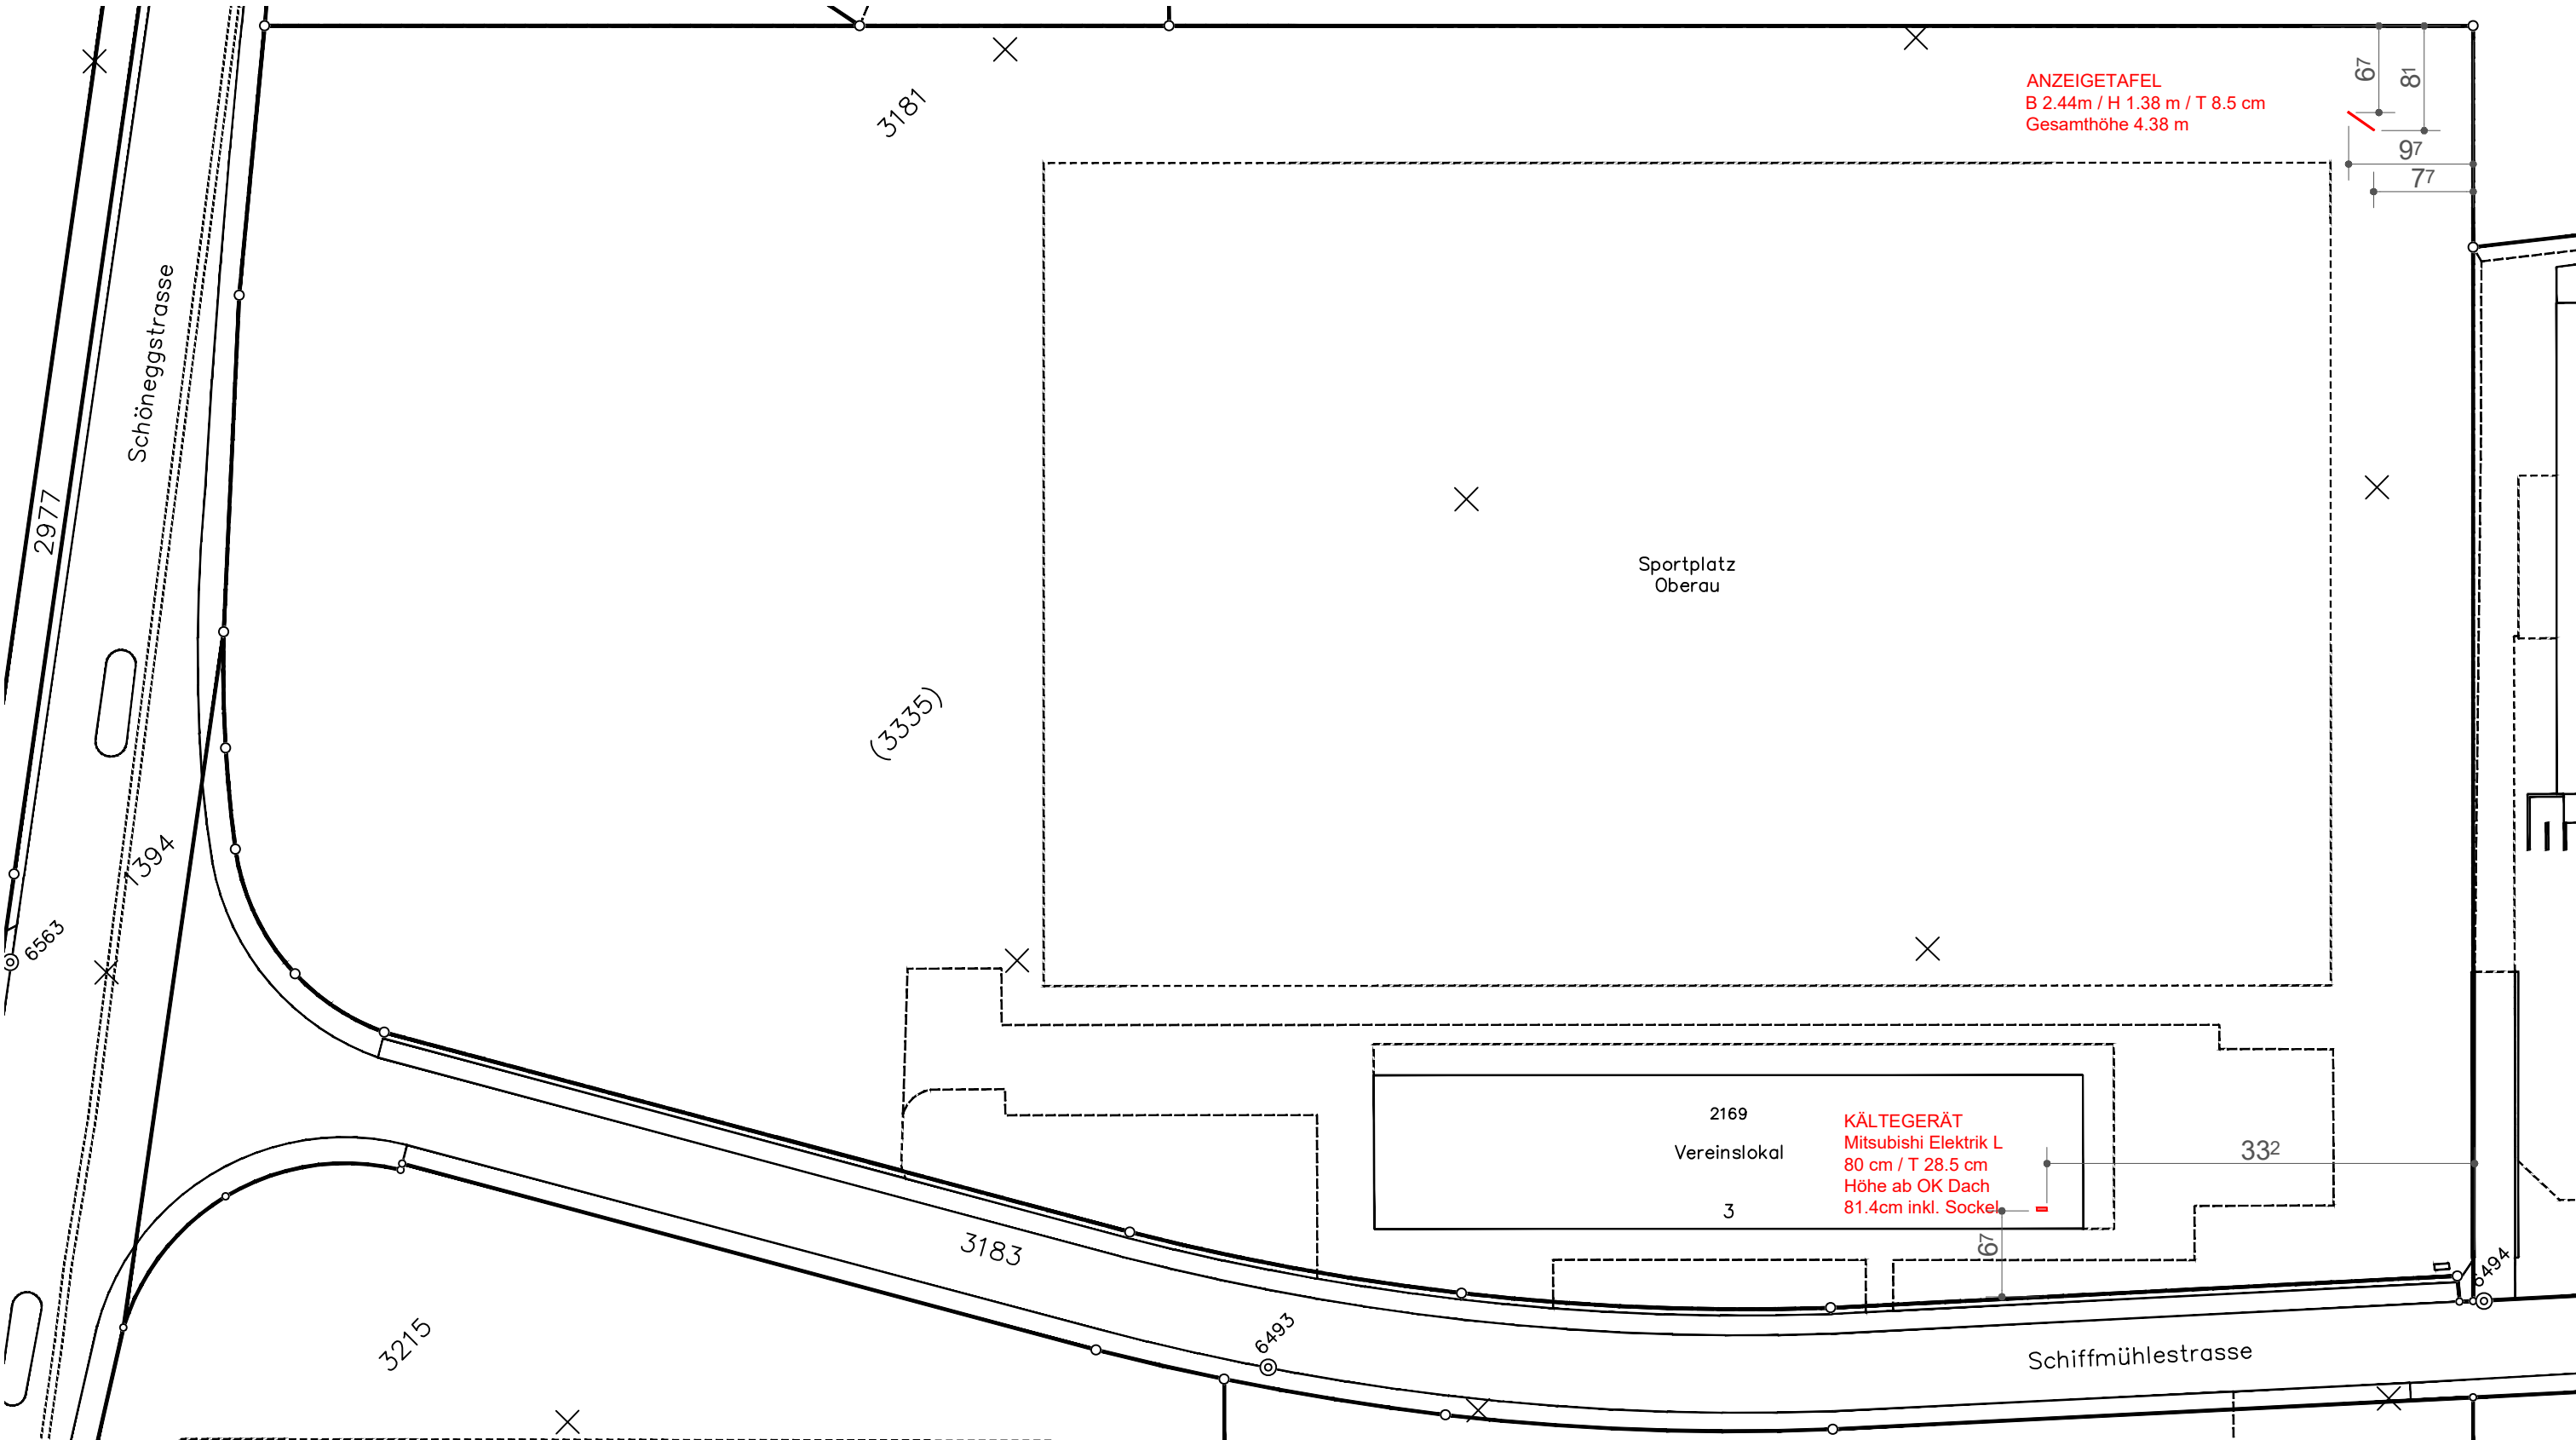 3181
ANZEIGETAFEL
B 2.44m / H 1.38 m / T 8.5 cm
Gesamthöhe 4.38 m
6⁷
8¹
9⁷
7⁷
Schöneggstrasse
2977
Sportplatz
Oberau
(3335)
1394
6563
2169
Vereinslokal
3
KÄLTEGERÄT
Mitsubishi Elektrik L
80 cm / T 28.5 cm
Höhe ab OK Dach
81.4cm inkl. Sockel
33²
6⁷
3183
6494
6493
3215
Schiffmühlestrasse